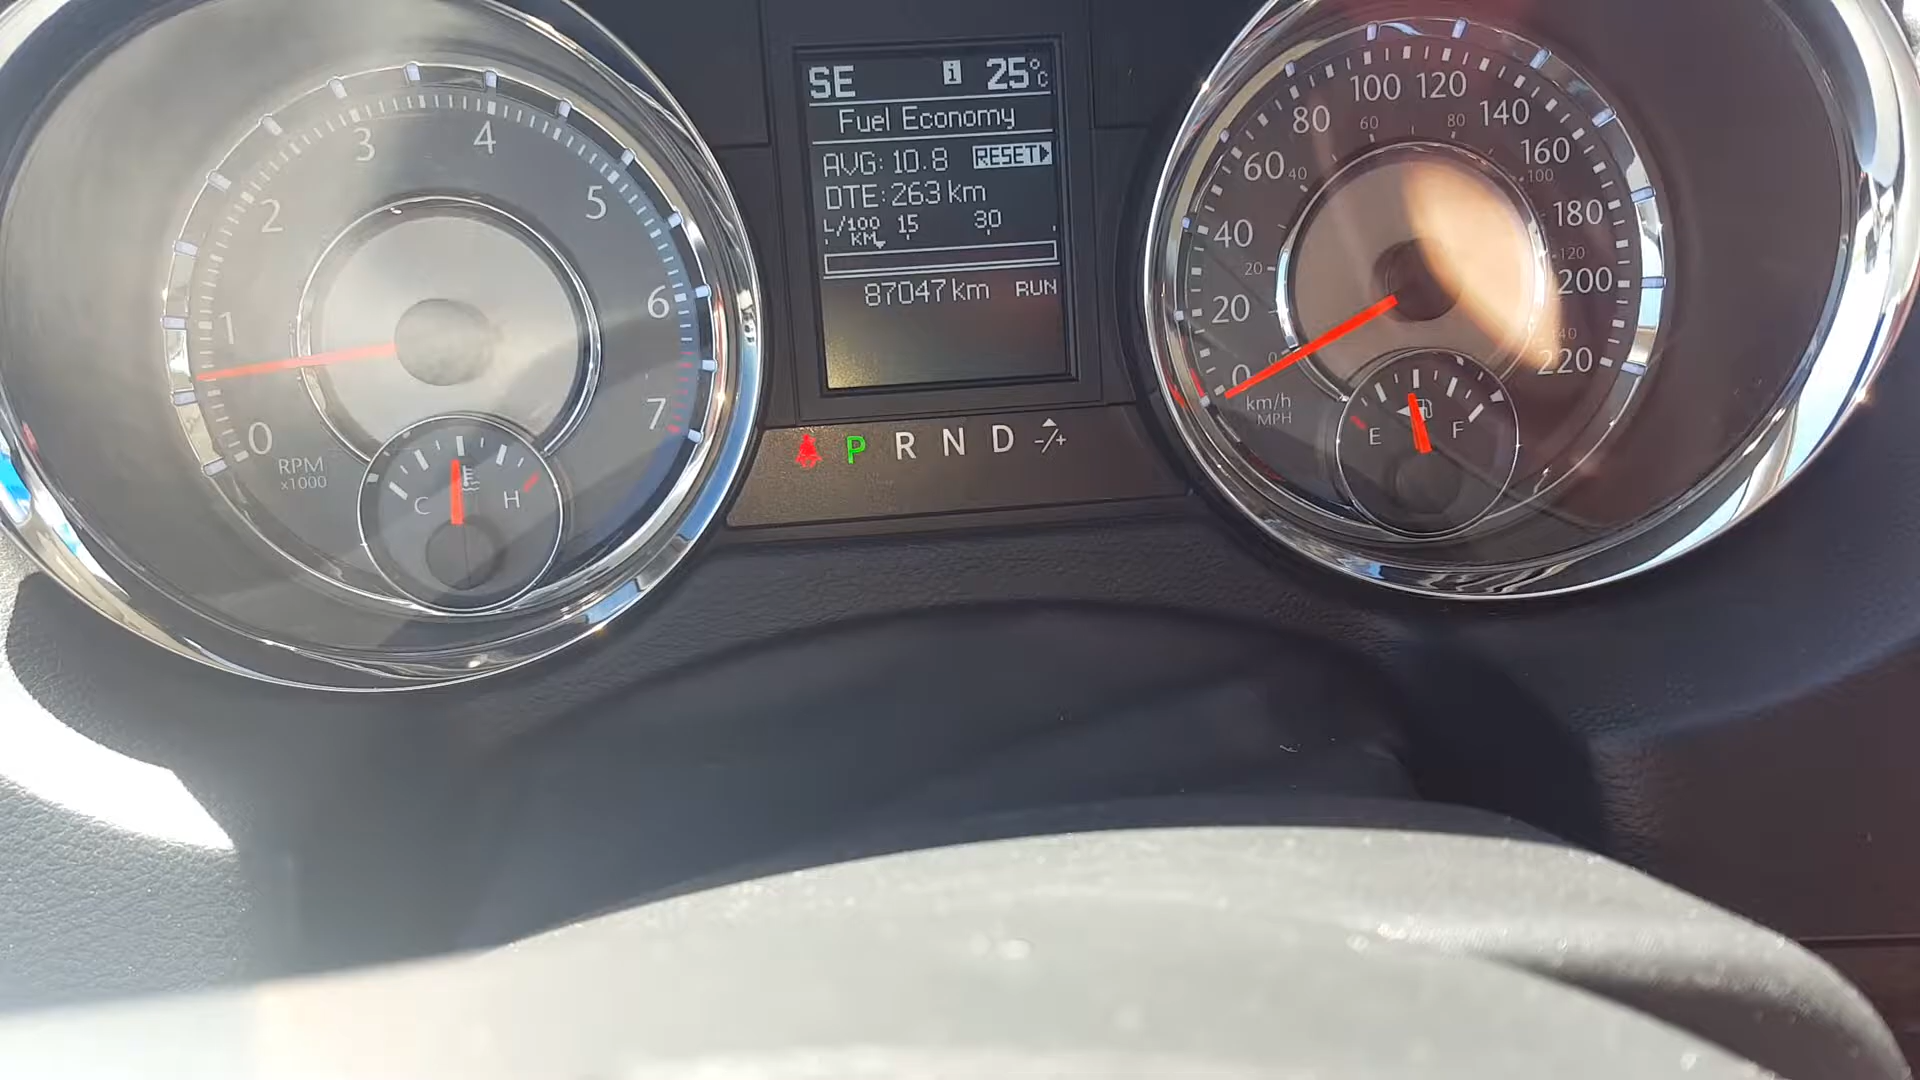 0
1
2
3
4
5
6
7
RPM
x1000
C
H
SE i 25°C
Fuel Economy
AVG: 10.8 RESET
DTE: 263 km
L/100 KM 15 30
87047 km RUN
P R N D -/+
0
20
40
60
80
100
120
140
160
180
200
220
0
20
40
60
80
100
120
km/h
MPH
E
F